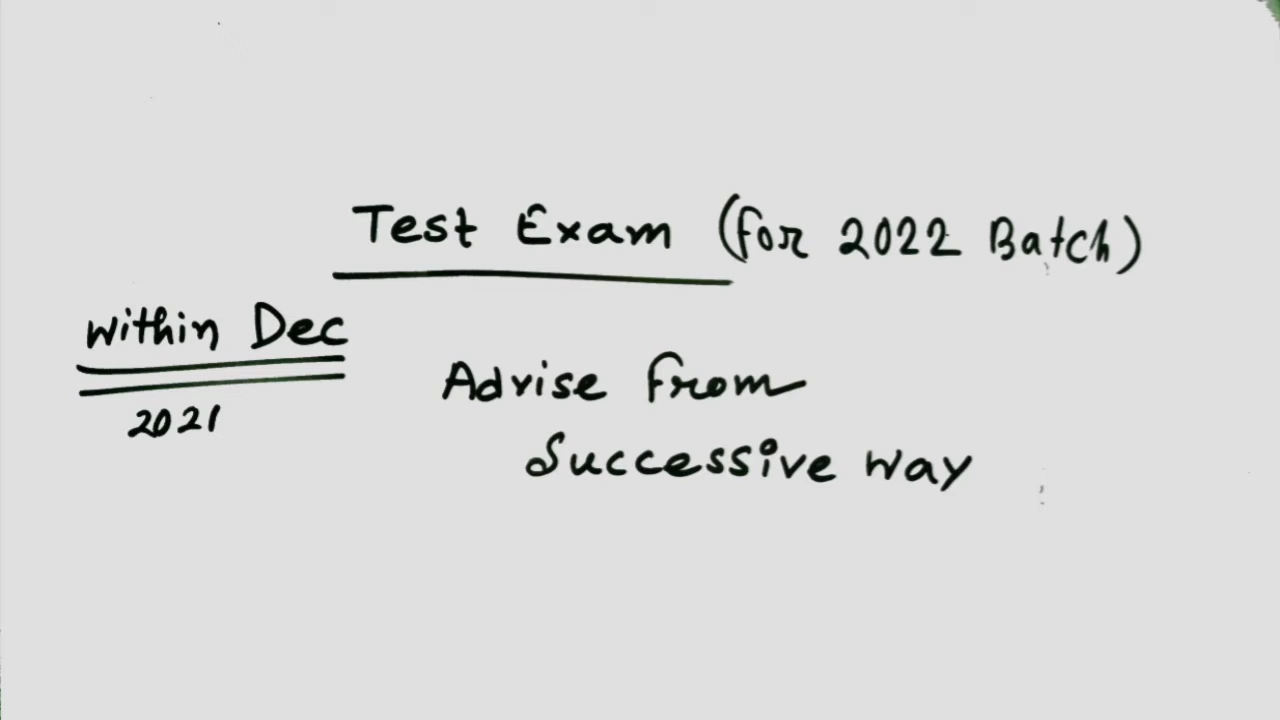 Test Exam (for 2022 Batch)
within Dec
2021
Advise from
Successive way